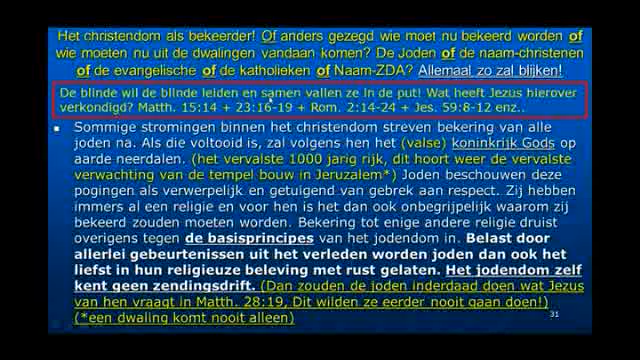 Het christendom als bekeerder! Of anders gezegd wie moet nu bekeerd worden of
wie moeten nu uit de dwalingen vandaan komen? De Joden of de naam-christenen
of de evangelische of de katholieken of Naam-ZDA? Allemaal zo zal blijken!
De blinde wil de blinde leiden en samen vallen ze in de put! Wat heeft Jezus hierover
verkondigd? Matth. 15:14 + 23:16-19 + Rom. 2:14-24 + Jes. 59:8-12 enz..
Sommige stromingen binnen het christendom streven bekering van alle
joden na. Als die voltooid is, zal volgens hen het (valse) koninkrijk Gods op
aarde neerdalen. (het vervalste 1000 jarig rijk, dit hoort weer de vervalste
verwachting van de tempel bouw in Jeruzalem*) Joden beschouwen deze
pogingen als verwerpelijk en getuigend van gebrek aan respect. Zij hebben
immers al een religie en voor hen is het dan ook onbegrijpelijk waarom zij
bekeerd zouden moeten worden. Bekering tot enige andere religie druist
overigens tegen de basisprincipes van het jodendom in. Belast door
allerlei gebeurtenissen uit het verleden worden joden dan ook het
liefst in hun religieuze beleving met rust gelaten. Het jodendom zelf
kent geen zendingsdrift. (Dan zouden de joden inderdaad doen wat Jezus
van hen vraagt in Matth. 28:19, Dit wilden ze eerder nooit gaan doen!)
(*een dwaling komt nooit alleen)
31